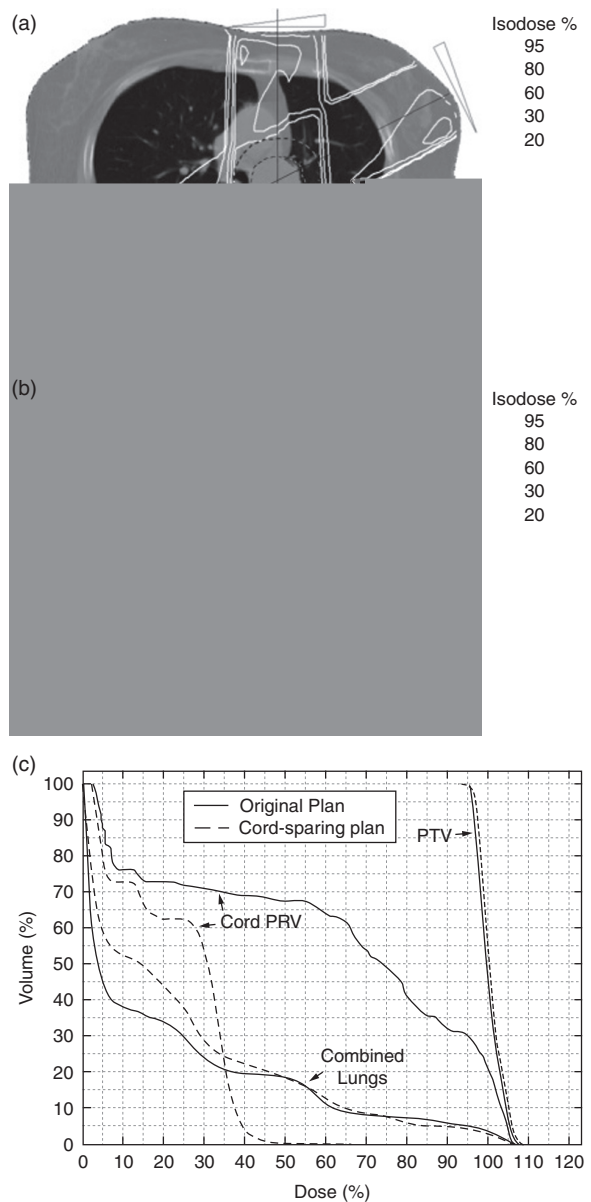 (a)
Isodose %
95
80
60
30
20
(b)
Isodose %
95
80
60
30
20
(c)
100
90
80
70
60
50
40
30
20
10
0
Volume (%)
Original Plan
Cord-sparing plan
PTV
Cord PRV
Combined
Lungs
0 10 20 30 40 50 60 70 80 90 100 110 120
Dose (%)